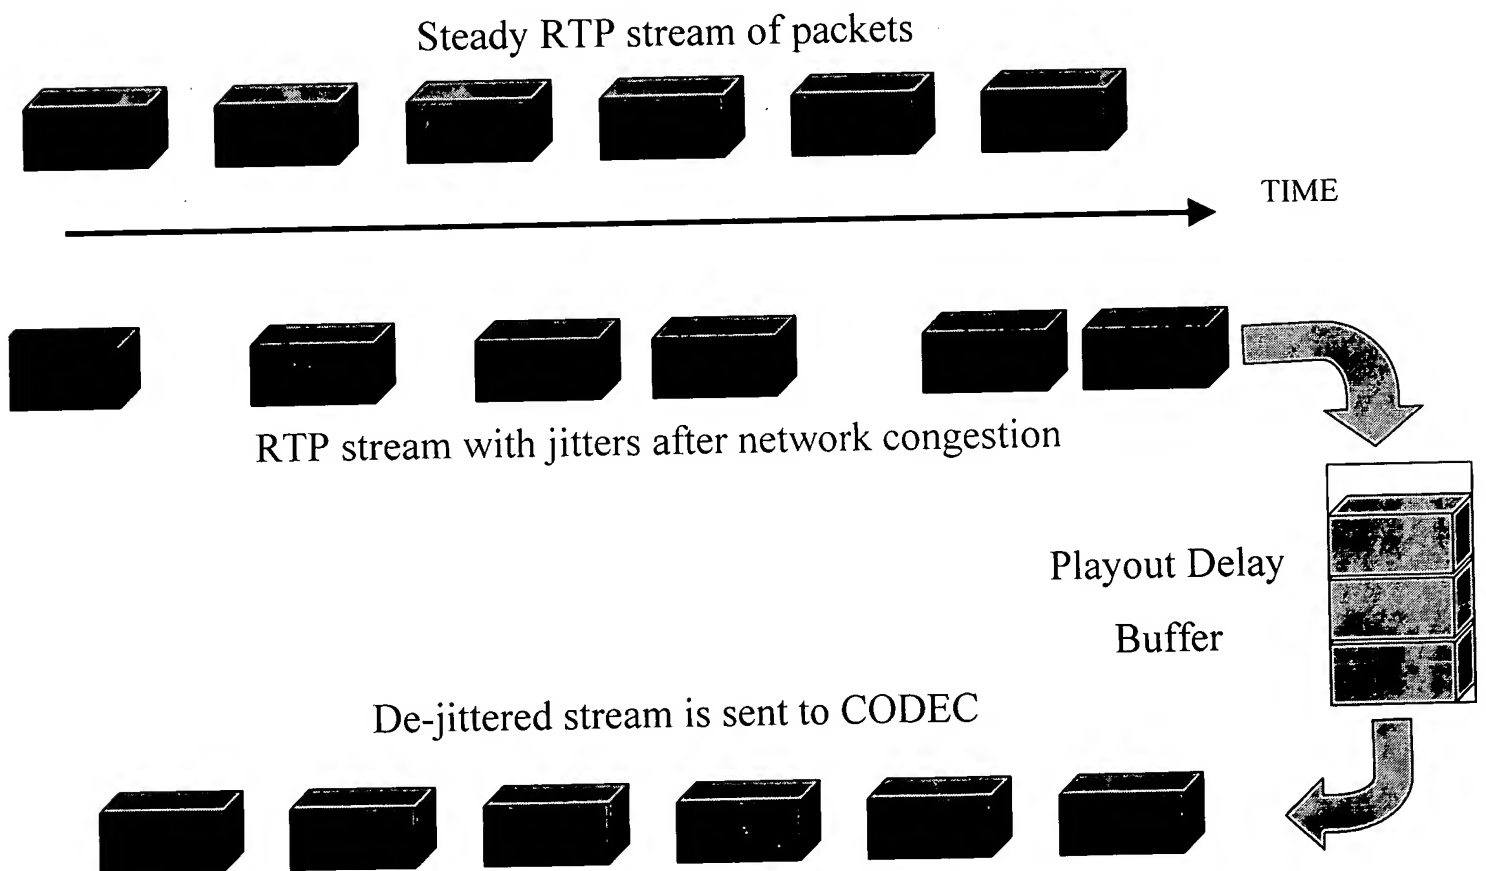 Steady RTP stream of packets
TIME
RTP stream with jitters after network congestion
Playout Delay
Buffer
De-jittered stream is sent to CODEC